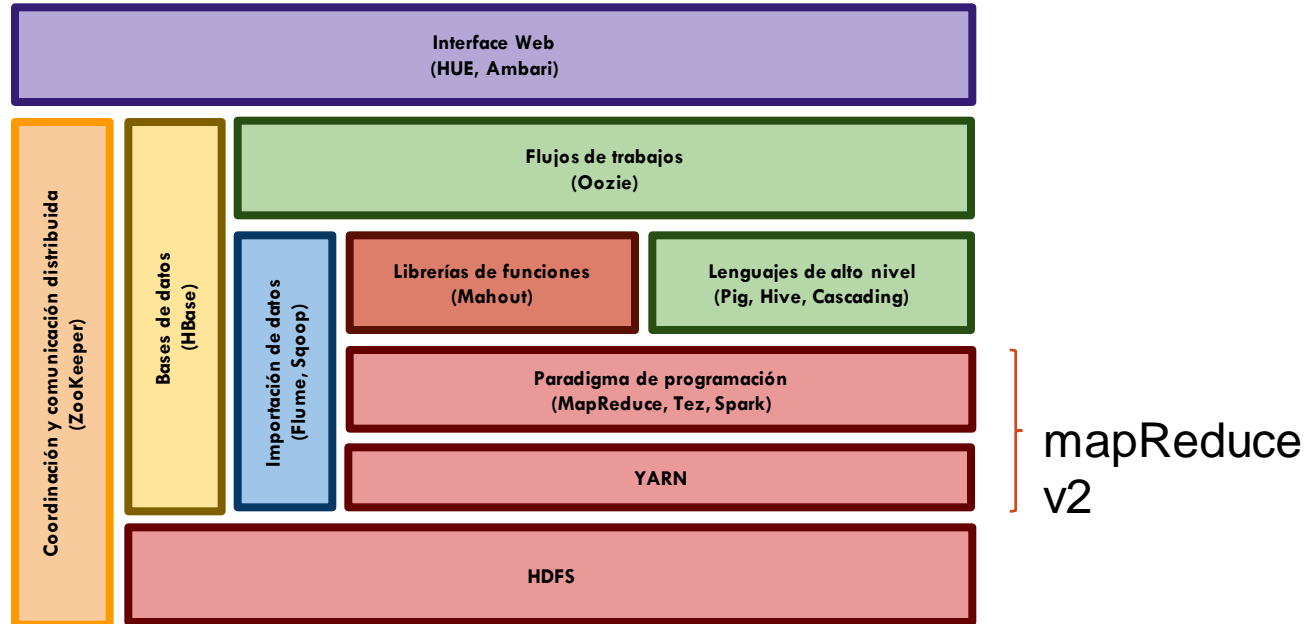 Interface Web
(HUE, Ambari)
Coordinación y comunicación distribuida
(ZooKeeper)
Bases de datos
(HBase)
Flujos de trabajos
(Oozie)
Importación de datos
(Flume, Sqoop)
Librerías de funciones
(Mahout)
Lenguajes de alto nivel
(Pig, Hive, Cascading)
Paradigma de programación
(MapReduce, Tez, Spark)
YARN
mapReduce
v2
HDFS